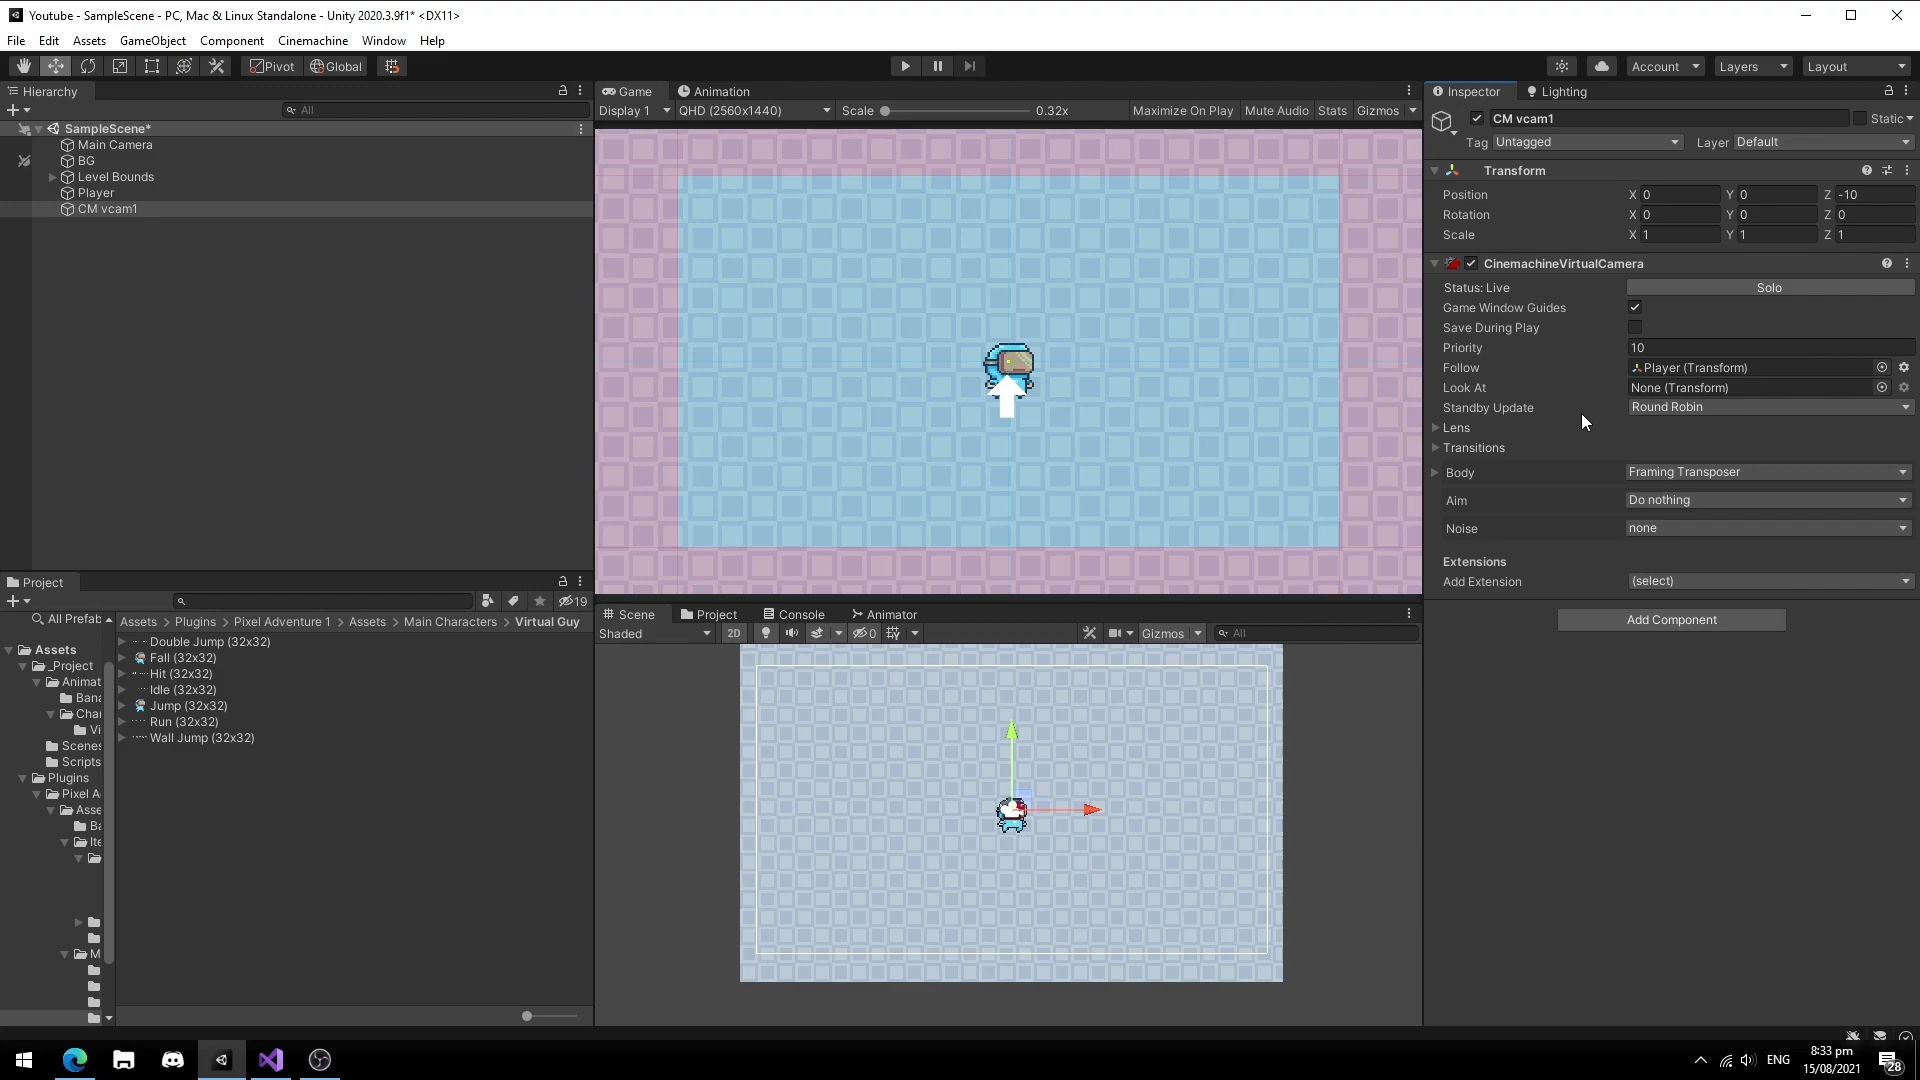 Youtube - SampleScene - PC, Mac & Linux Standalone - Unity 2020.3.9f1* <DX11>
File Edit Assets GameObject Component Cinemachine Window Help
Pivot Global Account Layers Layout
Hierarchy
All
SampleScene*
Main Camera
BG
Level Bounds
Player
CM vcam1
Game Animation
Display 1 QHD (2560x1440) Scale 0.32x Maximize On Play Mute Audio Stats Gizmos
Inspector Lighting
CM vcam1 Static
Tag Untagged Layer Default
Transform
Position X 0 Y 0 Z -10
Rotation X 0 Y 0 Z 0
Scale X 1 Y 1 Z 1
CinemachineVirtualCamera
Status: Live Solo
Game Window Guides
Save During Play
Priority 10
Follow Player (Transform)
Look At None (Transform)
Standby Update Round Robin
Lens
Transitions
Body Framing Transposer
Aim Do nothing
Noise none
Extensions
Add Extension (select)
Add Component
Project
19
All Prefab
Assets
_Project
Animat
Bana
Char
Vi
Scenes
Scripts
Plugins
Pixel A
Asse
Ba
Ite
M
Assets > Plugins > Pixel Adventure 1 > Assets > Main Characters > Virtual Guy
Double Jump (32x32)
Fall (32x32)
Hit (32x32)
Idle (32x32)
Jump (32x32)
Run (32x32)
Wall Jump (32x32)
Scene Project Console Animator
Shaded 2D 0 Gizmos All
ENG
8:33 pm
15/08/2021
28